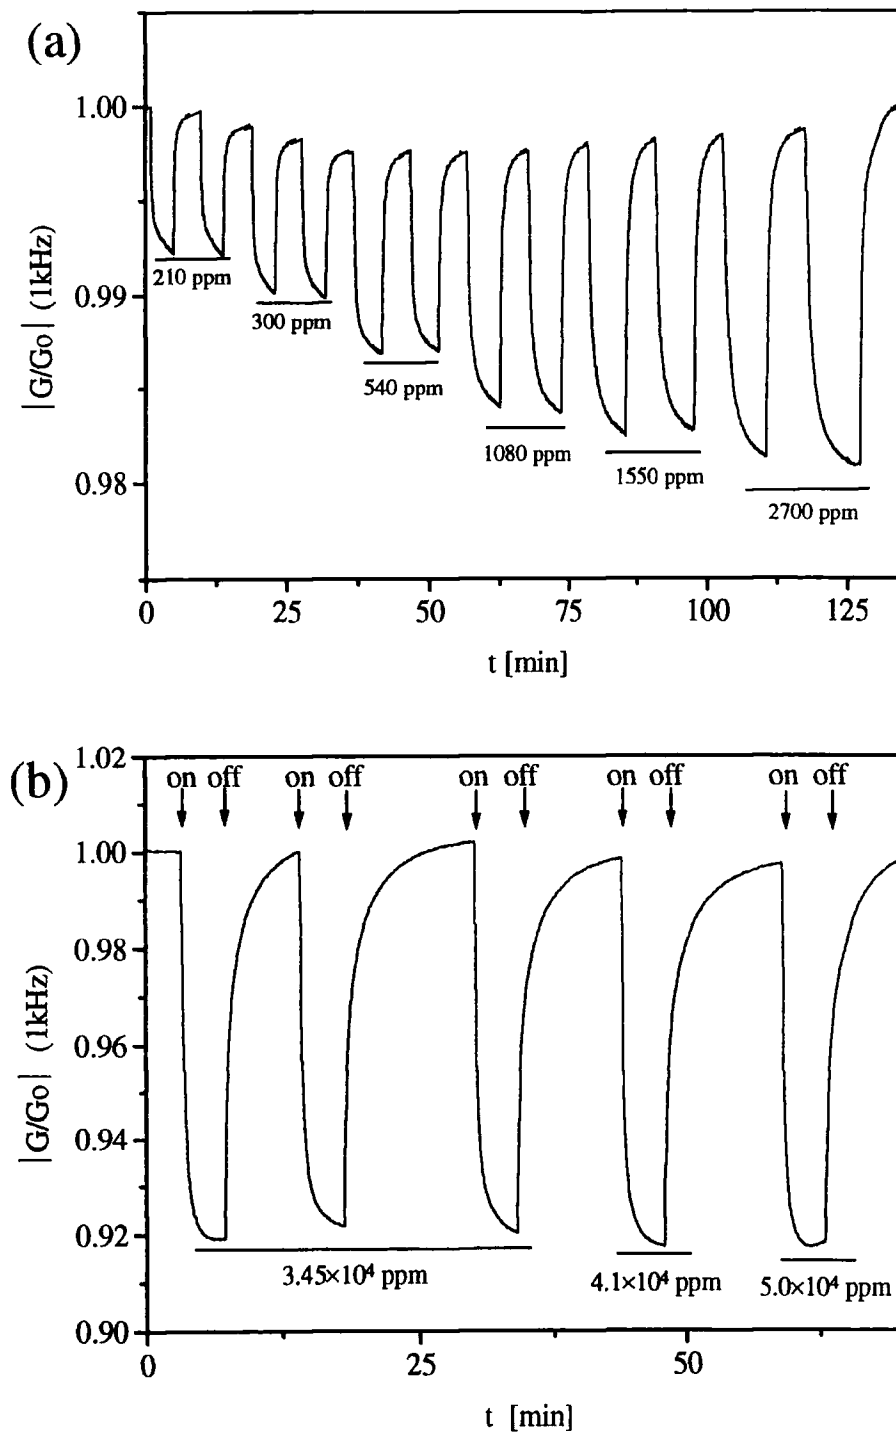 (a)
1.00
0.99
0.98
|G/Go| (1kHz)
210 ppm
300 ppm
540 ppm
1080 ppm
1550 ppm
2700 ppm
0 25 50 75 100 125
t [min]
(b)
1.02
1.00
0.98
0.96
0.94
0.92
0.90
|G/Go| (1kHz)
on off on off on off on off on off
3.45×10⁴ ppm
4.1×10⁴ ppm
5.0×10⁴ ppm
0 25 50
t [min]